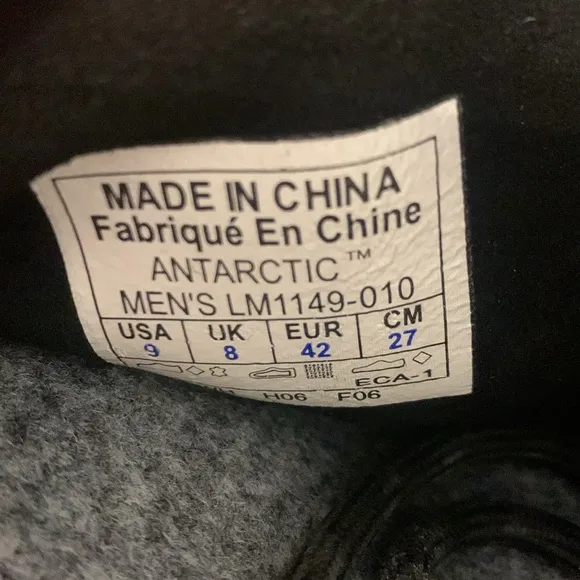 MADE IN CHINA
Fabriqué En Chine
ANTARCTIC™
MEN'S LM1149-010
USA UK EUR CM
9 8 42 27
ECA-1
H06 F06